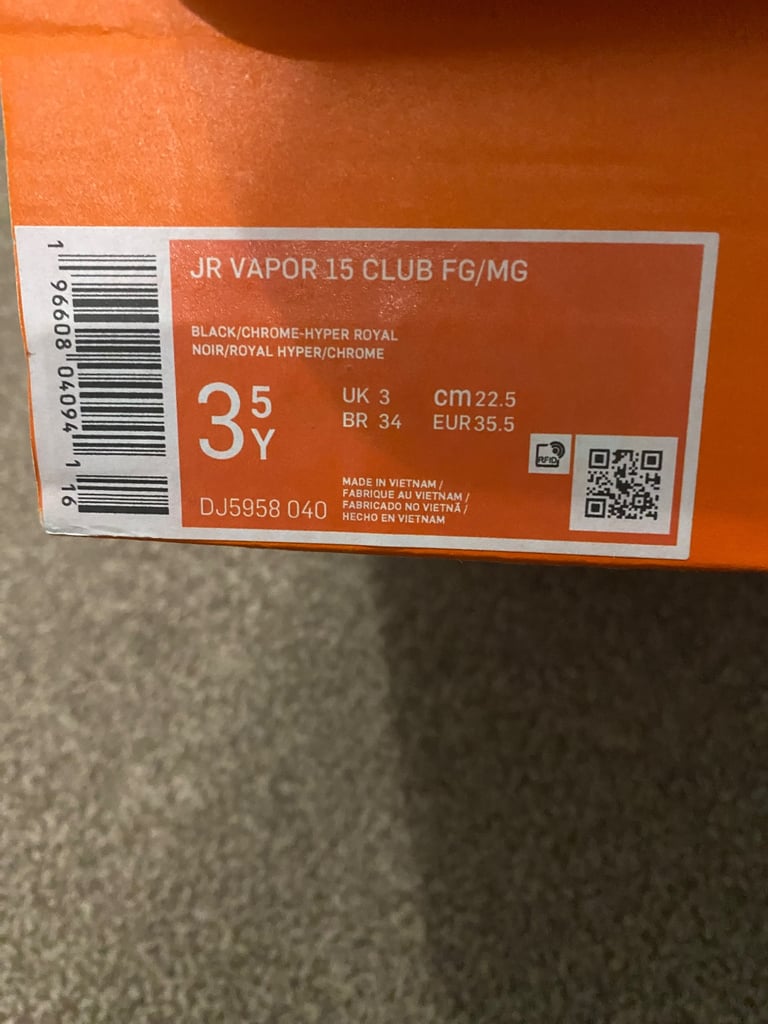 JR VAPOR 15 CLUB FG/MG
BLACK/CHROME-HYPER ROYAL
NOIR/ROYAL HYPER/CHROME
3 5 Y
UK 3 cm 22.5
BR 34 EUR 35.5
RFID
DJ5958 040
MADE IN VIETNAM /
FABRIQUE AU VIETNAM /
FABRICADO NO VIETNÃ /
HECHO EN VIETNAM
1 96608 04094 1 16